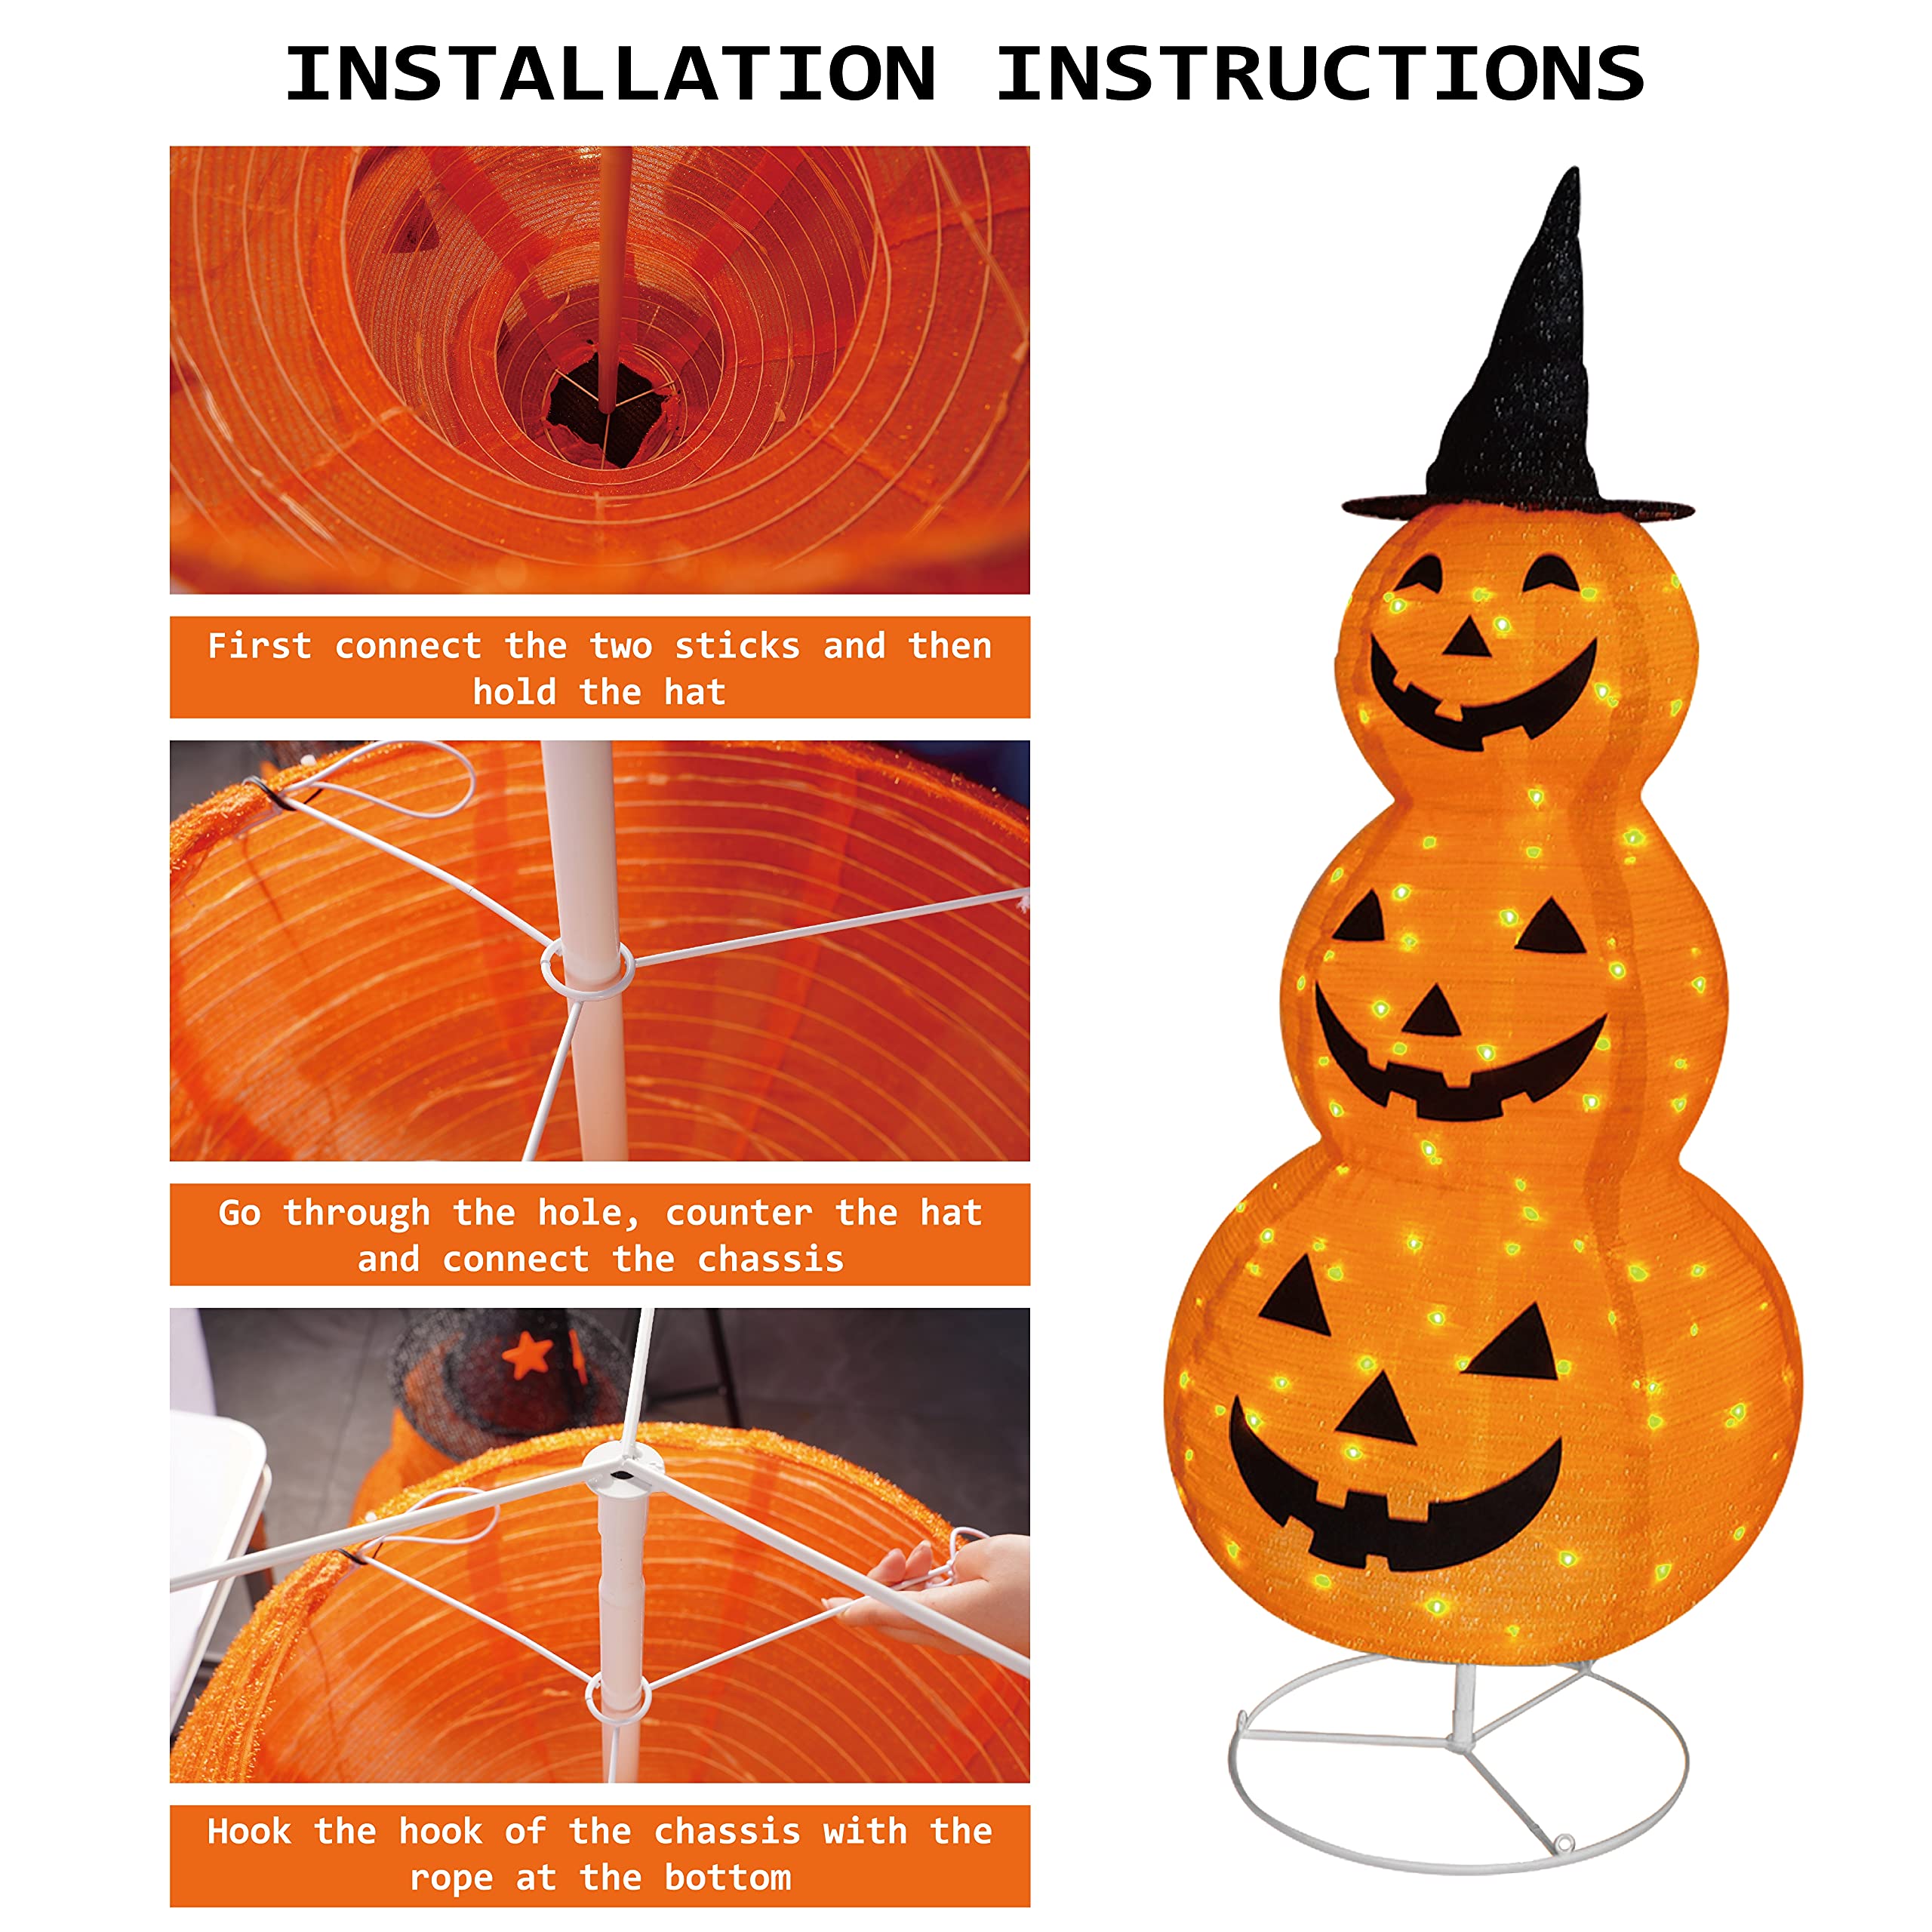 INSTALLATION INSTRUCTIONS
First connect the two sticks and then
hold the hat
Go through the hole, counter the hat
and connect the chassis
Hook the hook of the chassis with the
rope at the bottom